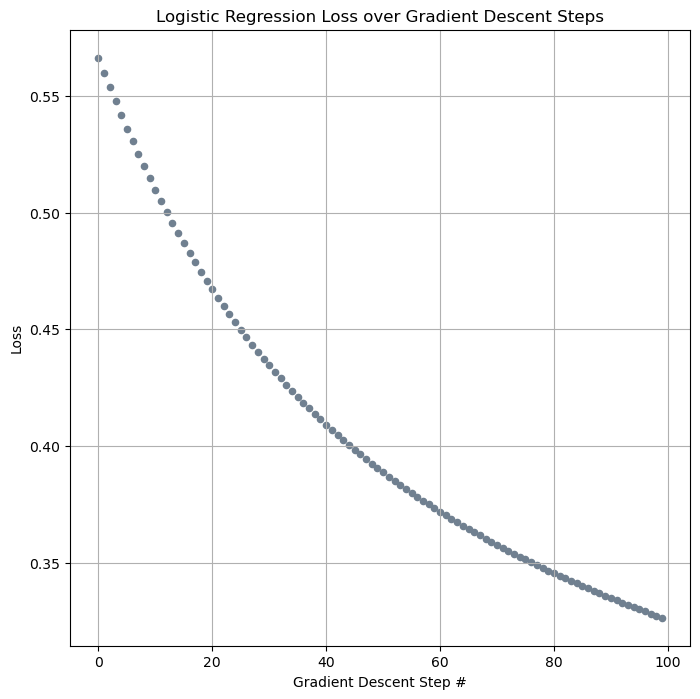 Logistic Regression Loss over Gradient Descent Steps
0.55
0.50
0.45
0.40
0.35
Loss
0 20 40 60 80 100
Gradient Descent Step #